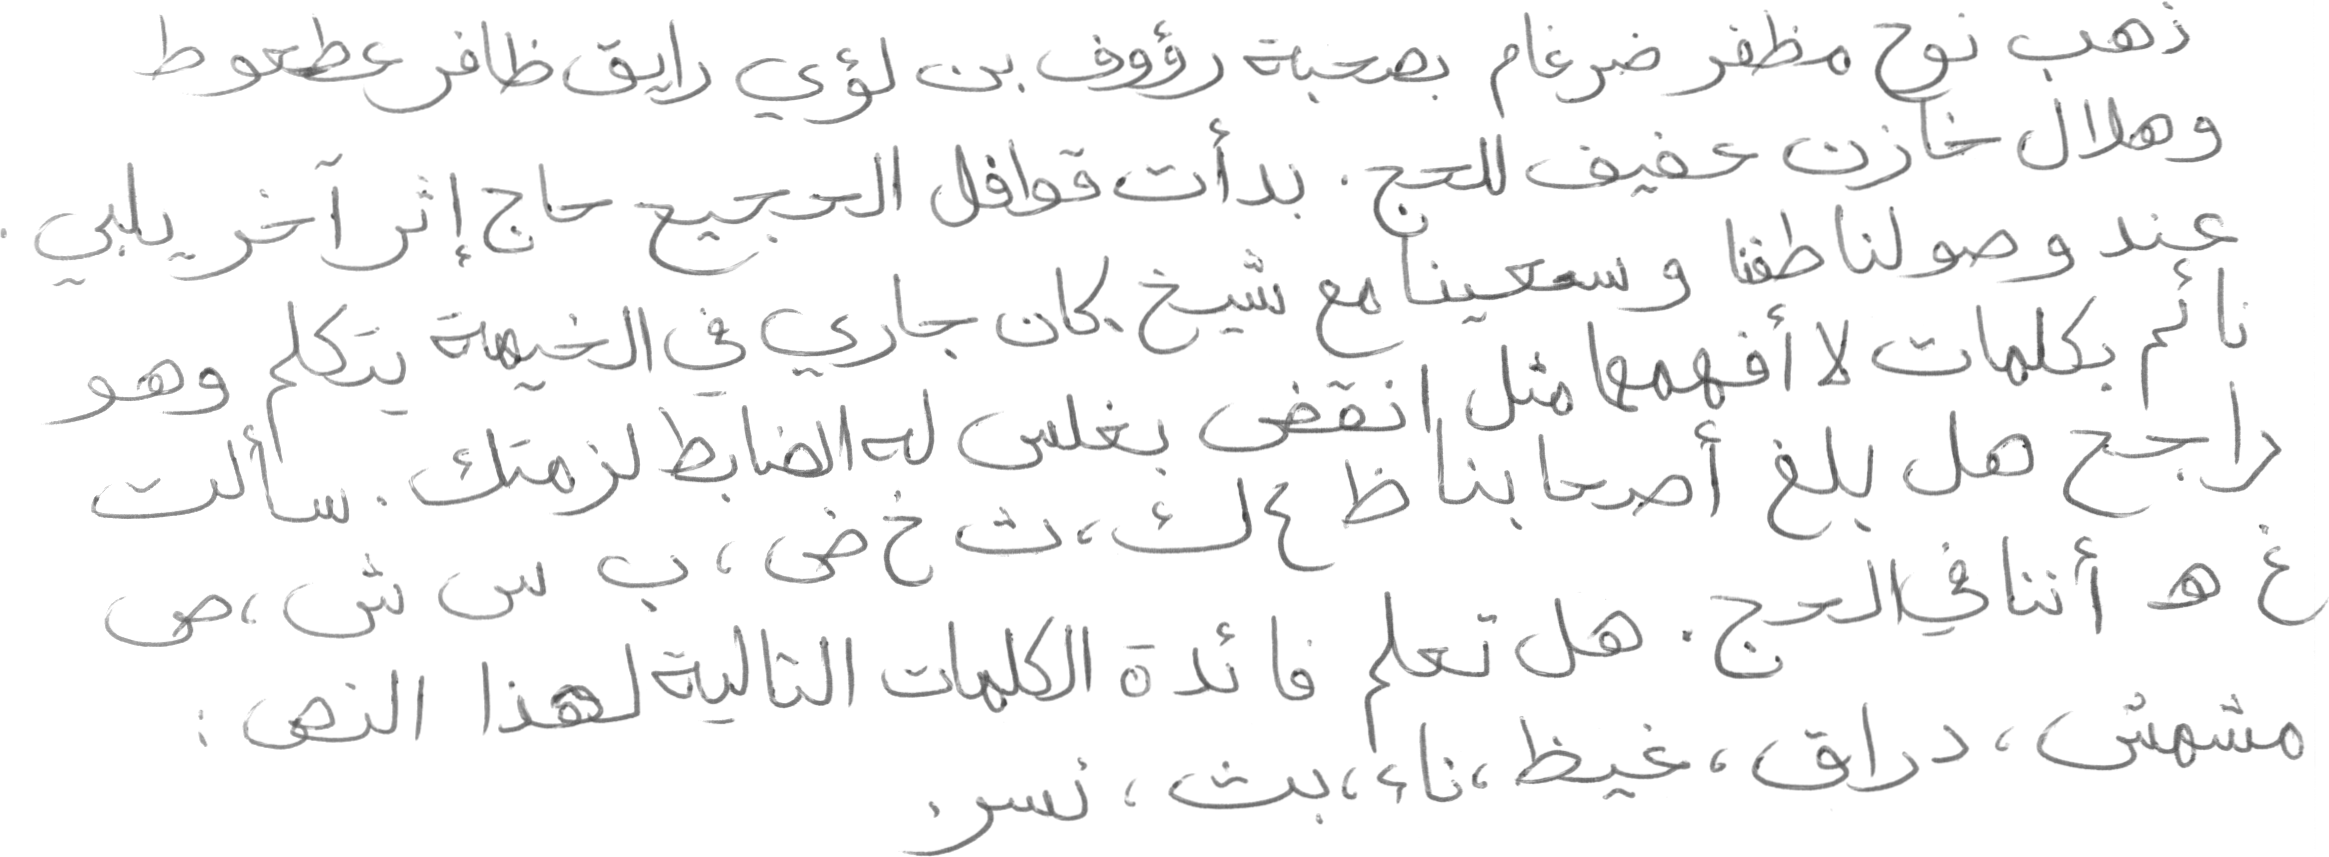 ذهب نوح مظفر ضرغام بصحبة رؤوف بن لؤي رايق ظافر عطعوط
وهلال خازن عفيف للحج. بدأت قوافل الحجيج حاج إثر آخر يلبي.
عند وصولنا طفنا وسعينا مع شيخ كان جاري في الخيمة يتكلم وهو
نائم بكلمات لا أفهمها مثل انقض بغلس له الضابط لزمتك. سألت
راجح هل بلغ أصحابنا ظ ع ك، ث خ ض، ب س ش، ص
غ ه أننا في الحج. هل تعلم فائدة الكلمات التالية لهذا النص:
مشمش، دراق، غيظ، ناء، بث، نسر.